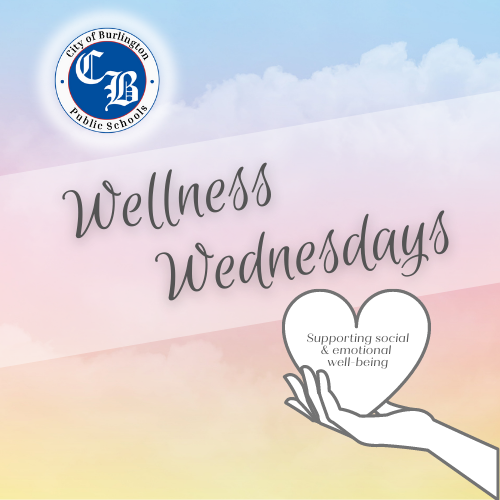 City of Burlington
CB
Public Schools
Wellness
Wednesdays
Supporting social
& emotional
well-being